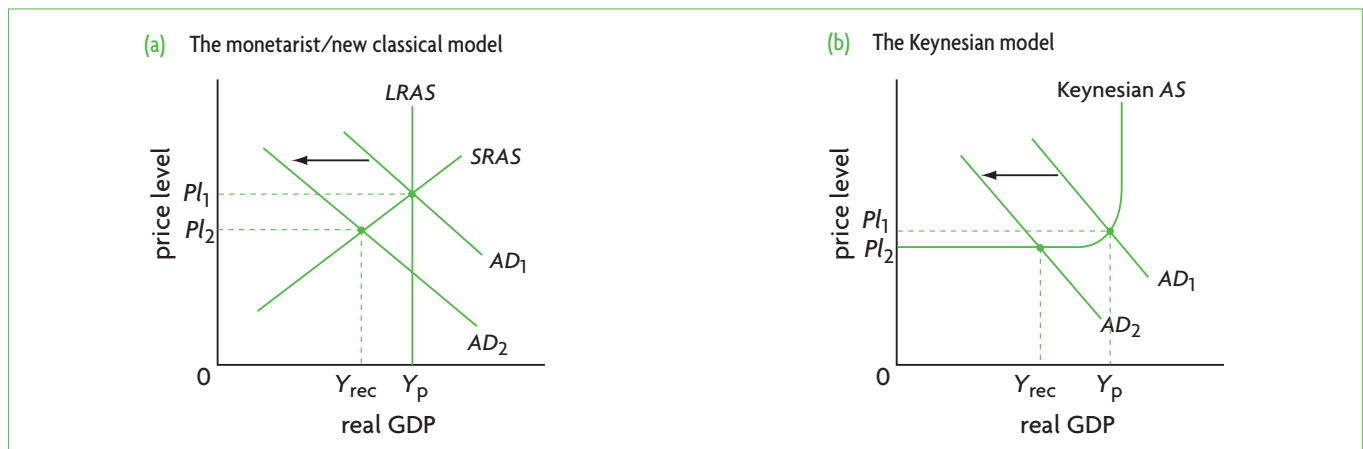 (a) The monetarist/new classical model
LRAS
SRAS
price level
Pl1
Pl2
AD1
AD2
0
Yrec Yp
real GDP
(b) The Keynesian model
Keynesian AS
price level
Pl1
Pl2
AD1
AD2
0
Yrec Yp
real GDP